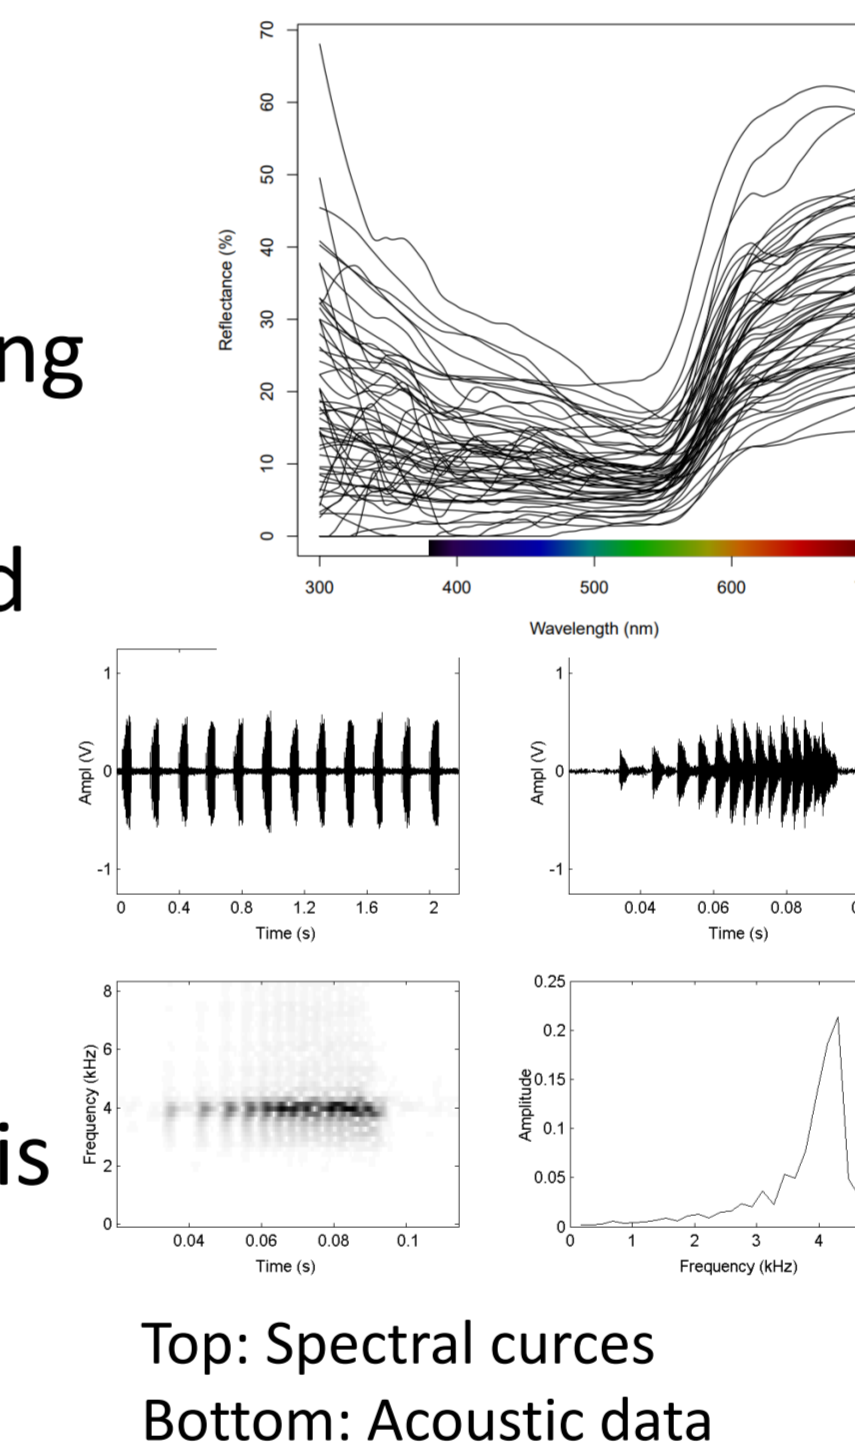 70
60
50
40
30
20
10
0
Reflectance (%)
300 400 500 600
Wavelength (nm)
ng
d
is
1
0
-1
Ampl (V)
0 0.4 0.8 1.2 1.6 2
Time (s)
1
0
-1
Ampl (V)
0.04 0.06 0.08
Time (s)
8
6
4
2
0
Frequency (kHz)
0.04 0.06 0.08 0.1
Time (s)
0.25
0.2
0.15
0.1
0.05
0
Amplitude
0 1 2 3 4
Frequency (kHz)
Top: Spectral curces
Bottom: Acoustic data